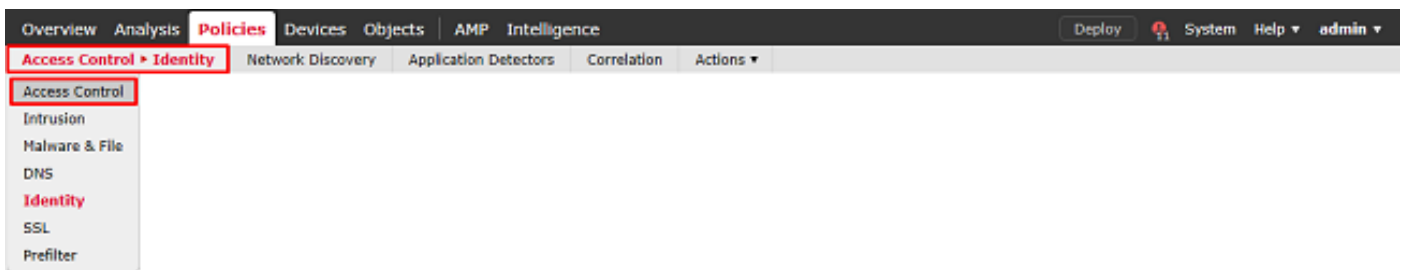 Overview Analysis Policies Devices Objects AMP Intelligence Deploy System Help ▾ admin ▾
Access Control ▸ Identity Network Discovery Application Detectors Correlation Actions ▾
Access Control
Intrusion
Malware & File
DNS
Identity
SSL
Prefilter